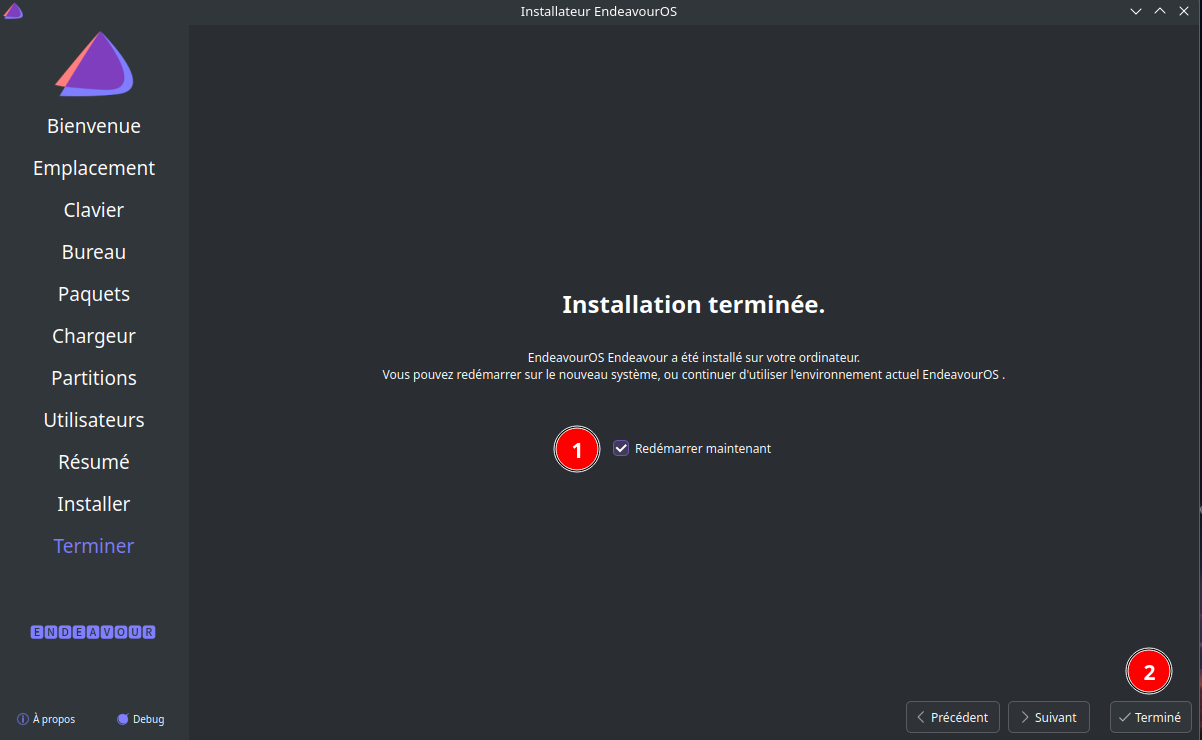 Installateur EndeavourOS
Bienvenue
Emplacement
Clavier
Bureau
Paquets
Chargeur
Partitions
Utilisateurs
Résumé
Installer
Terminer
ENDEAVOUR
À propos
Debug
Installation terminée.
EndeavourOS Endeavour a été installé sur votre ordinateur.
Vous pouvez redémarrer sur le nouveau système, ou continuer d'utiliser l'environnement actuel EndeavourOS .
1
Redémarrer maintenant
2
Précédent
Suivant
Terminé